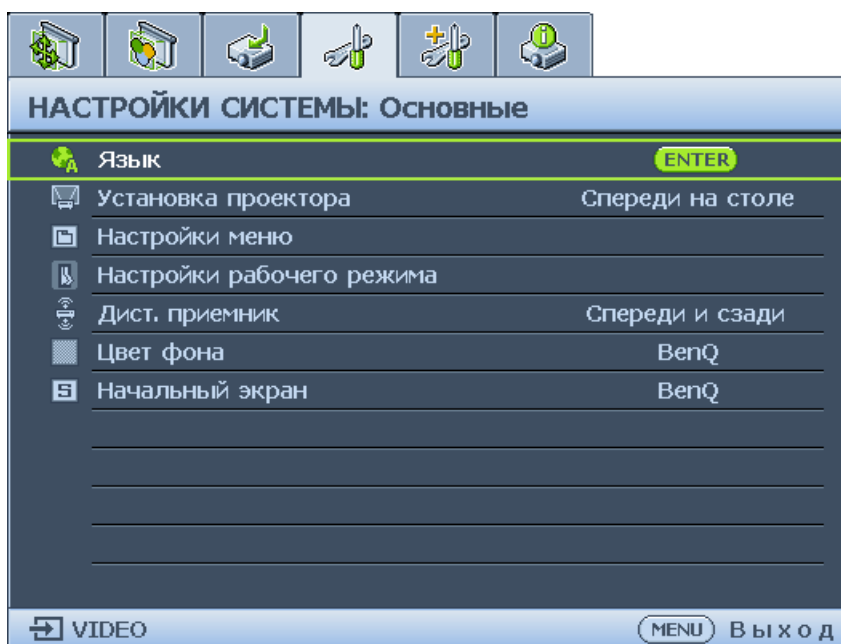 НАСТРОЙКИ СИСТЕМЫ: Основные
Язык ENTER
Установка проектора Спереди на столе
Настройки меню
Настройки рабочего режима
Дист. приемник Спереди и сзади
Цвет фона BenQ
Начальный экран BenQ
VIDEO MENU Выход